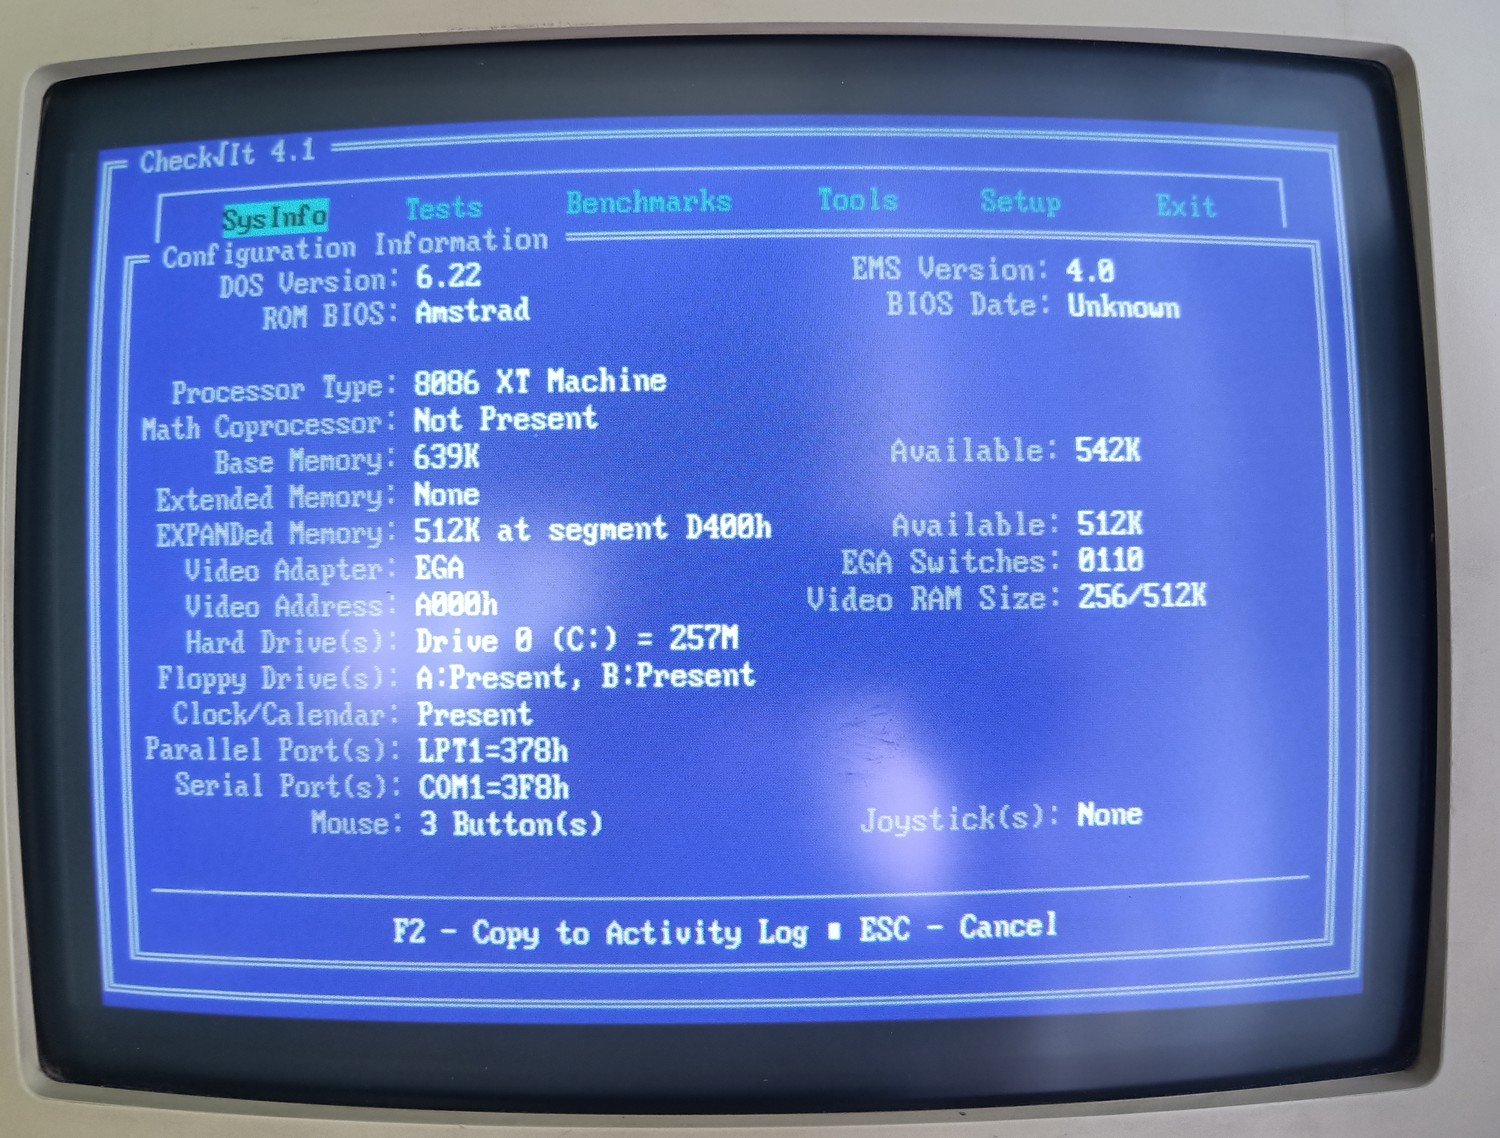 Check√It 4.1
SysInfo Tests Benchmarks Tools Setup Exit
Configuration Information
DOS Version: 6.22 EMS Version: 4.0
ROM BIOS: Amstrad BIOS Date: Unknown
Processor Type: 8086 XT Machine
Math Coprocessor: Not Present
Base Memory: 639K Available: 542K
Extended Memory: None
EXPANDed Memory: 512K at segment D400h Available: 512K
Video Adapter: EGA EGA Switches: 0110
Video Address: A000h Video RAM Size: 256/512K
Hard Drive(s): Drive 0 (C:) = 257M
Floppy Drive(s): A:Present, B:Present
Clock/Calendar: Present
Parallel Port(s): LPT1=378h
Serial Port(s): COM1=3F8h
Mouse: 3 Button(s) Joystick(s): None
F2 - Copy to Activity Log ▪ ESC - Cancel